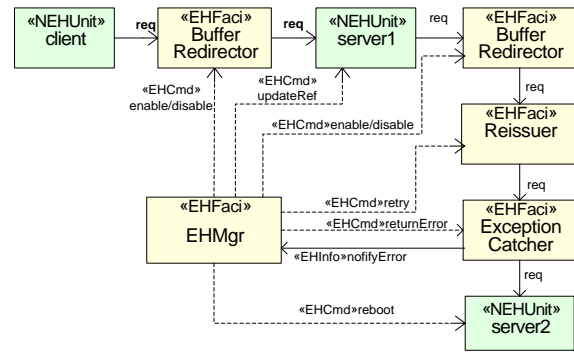 «NEHUnit»
client
req
«EHFaci»
Buffer
Redirector
req
«NEHUnit»
server1
req
«EHFaci»
Buffer
Redirector
req
«EHCmd»
enable/disable
«EHCmd»
updateRef
«EHCmd»enable/disable
«EHFaci»
Reissuer
req
«EHFaci»
EHMgr
«EHCmd»retry
«EHCmd»returnError
«EHInfo»nofifyError
«EHFaci»
Exception
Catcher
req
«EHCmd»reboot
«NEHUnit»
server2